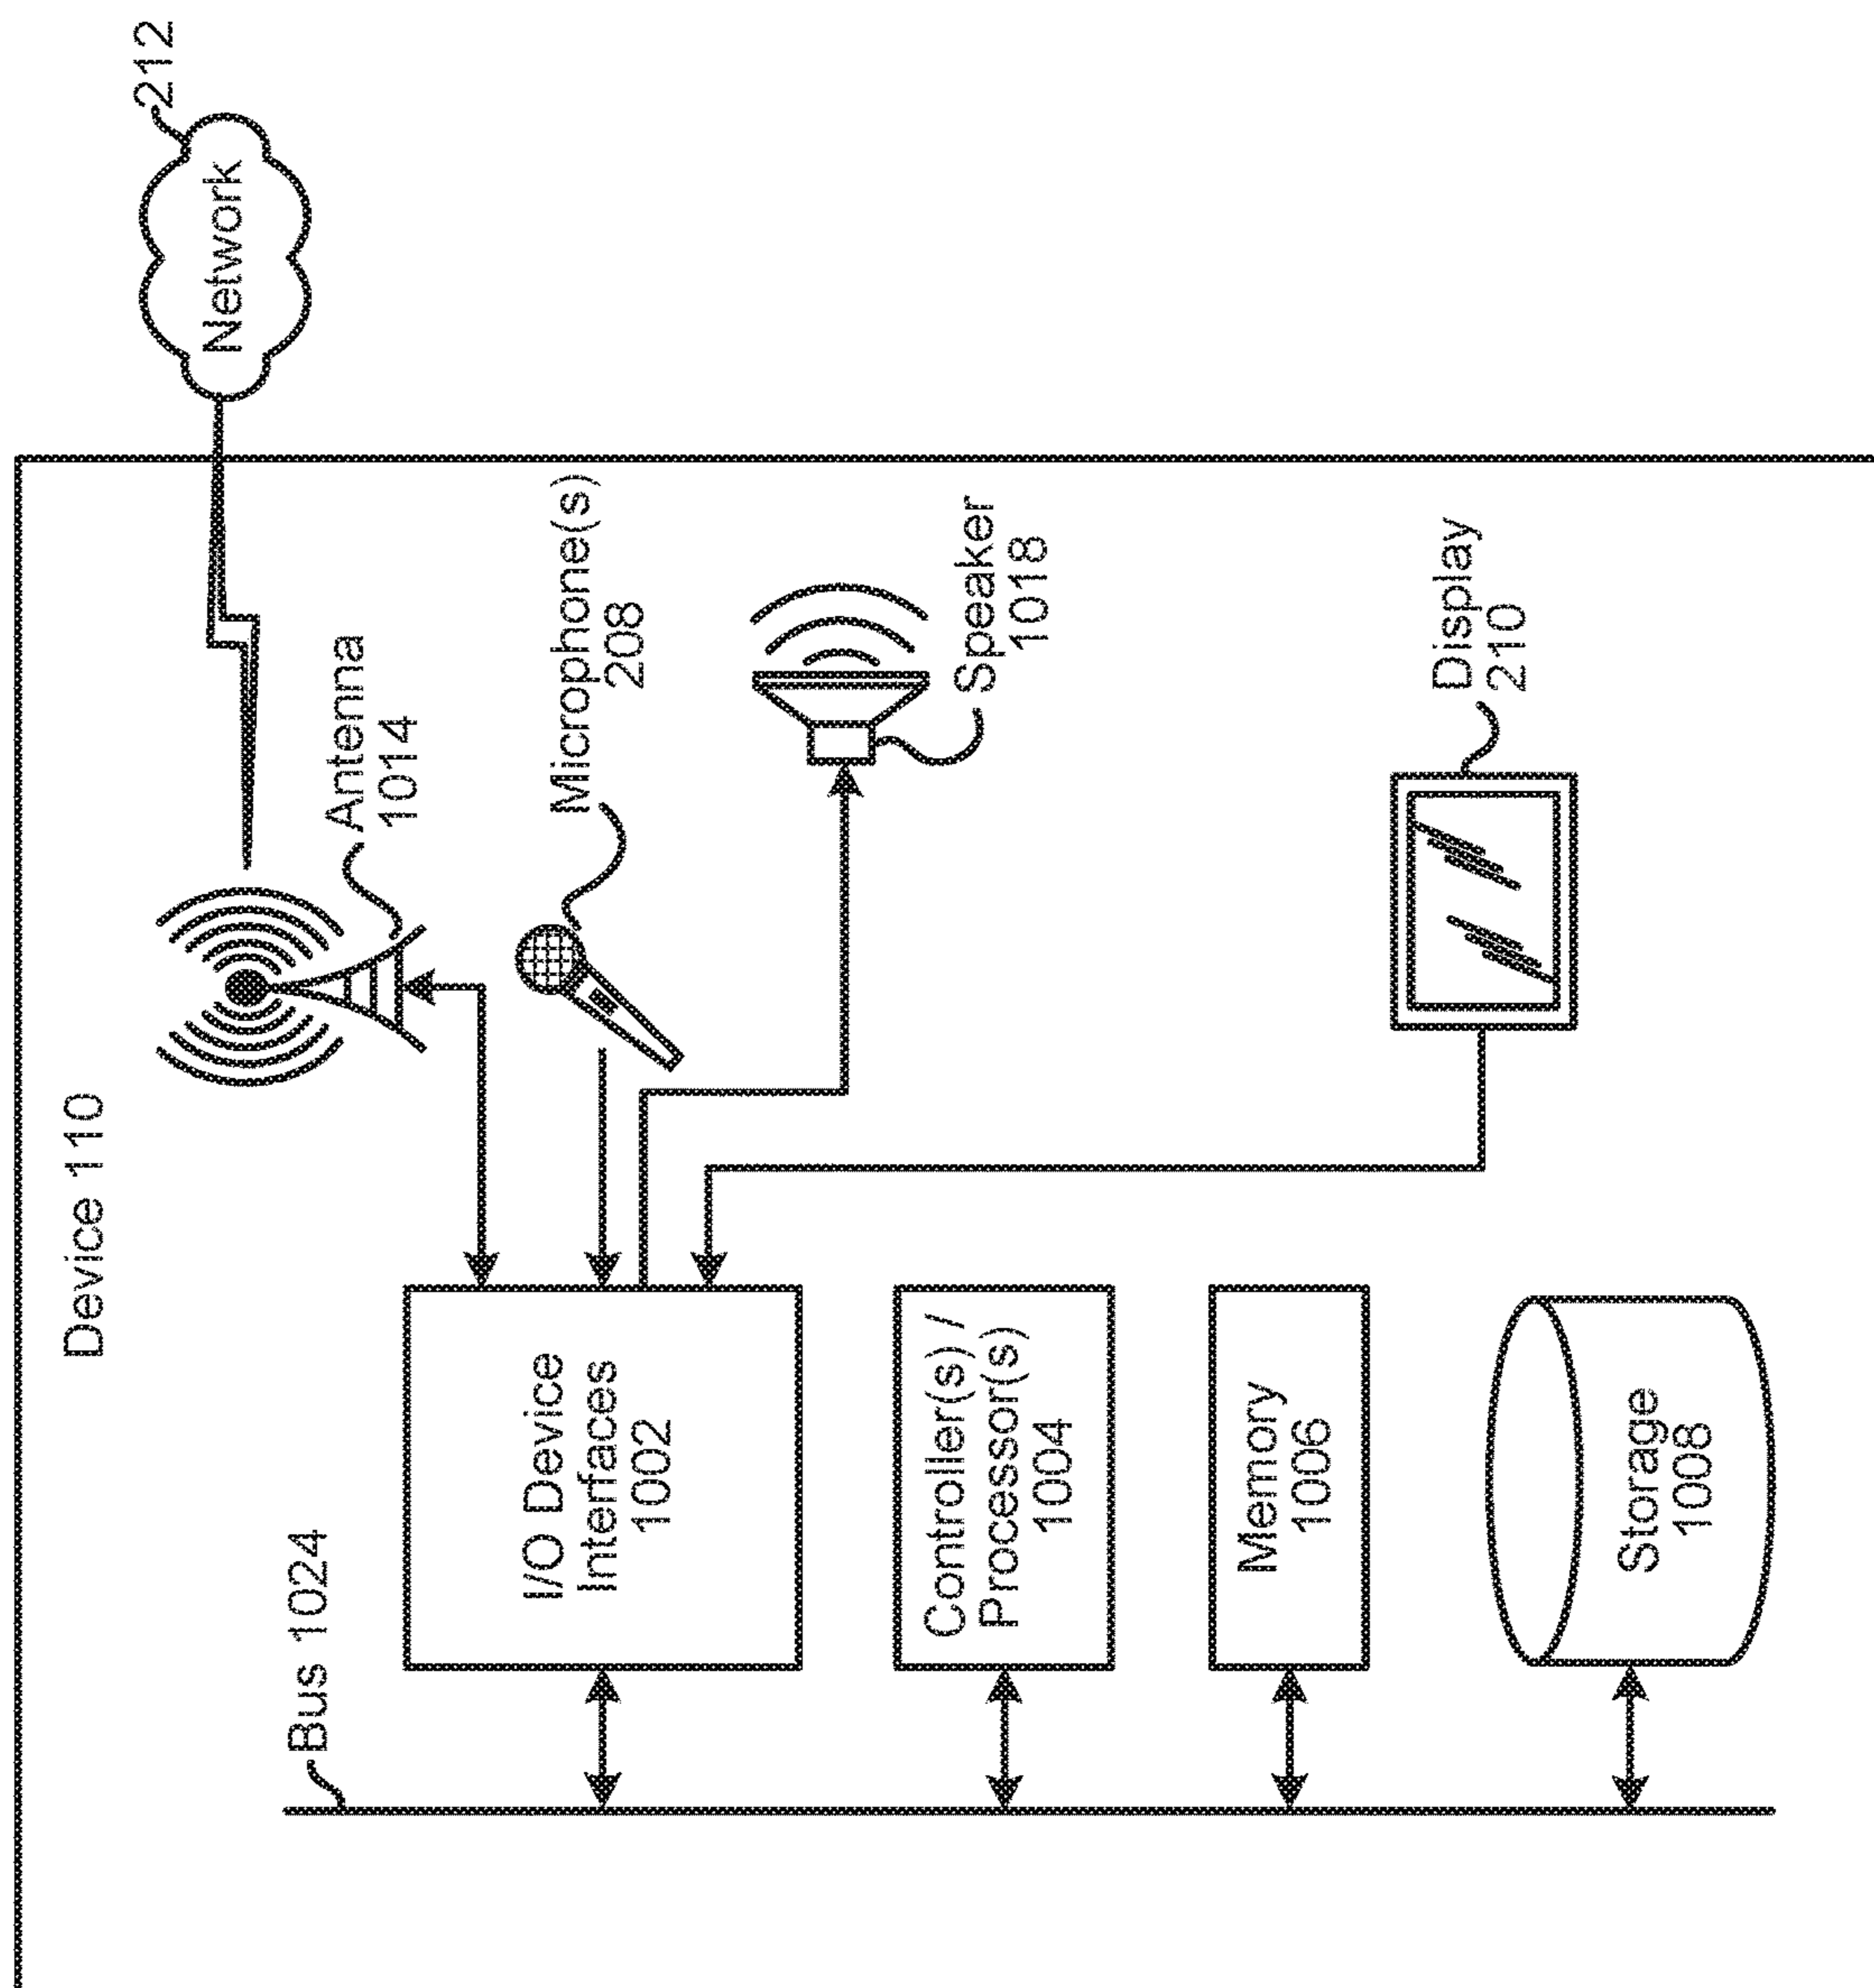 Device 110
212
Network
Antenna
1014
Bus 1024
I/O Device
Interfaces
1002
Microphone(s)
208
Speaker
1018
Controller(s) /
Processor(s)
1004
Memory
1006
Display
210
Storage
1008